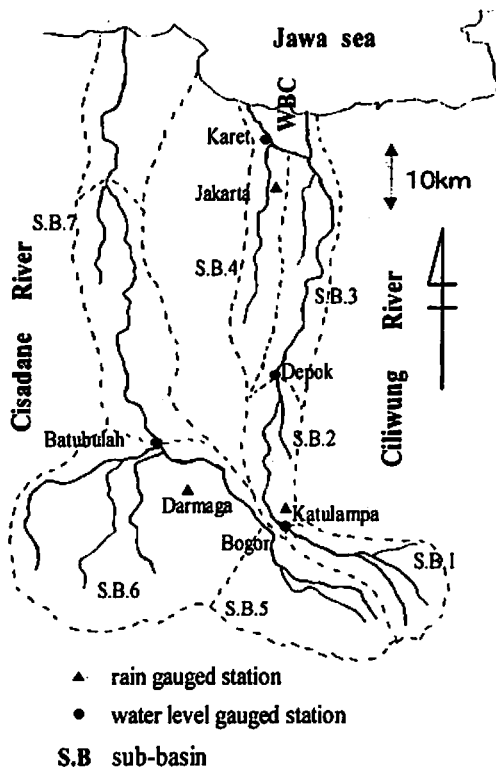 Jawa sea
WBC
Karet
10km
Jakarta
S.B.7
S.B.4
S.B.3
Cisadane River
Ciliwung River
Depok
S.B.2
Batubulah
Darmaga
Katulampa
Bogor
S.B.1
S.B.6
S.B.5
▲ rain gauged station
● water level gauged station
S.B sub-basin